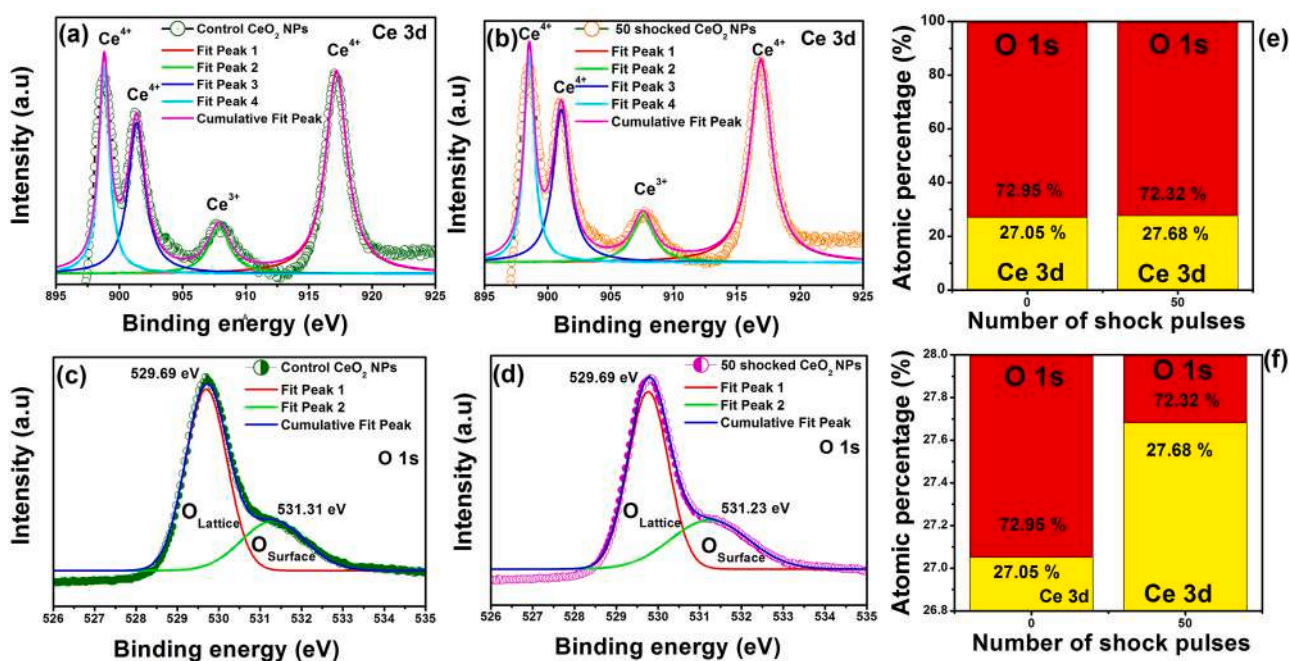 (a)
Control CeO₂ NPs
Fit Peak 1
Fit Peak 2
Fit Peak 3
Fit Peak 4
Cumulative Fit Peak
Ce 3d
Ce⁴⁺
Ce⁴⁺
Ce³⁺
Ce⁴⁺
Intensity (a.u)
895 900 905 910 915 920 925
Binding energy (eV)
(b)
50 shocked CeO₂ NPs
Fit Peak 1
Fit Peak 2
Fit Peak 3
Fit Peak 4
Cumulative Fit Peak
Ce 3d
Ce⁴⁺
Ce⁴⁺
Ce³⁺
Ce⁴⁺
Intensity (a.u)
895 900 905 910 915 920 925
Binding energy (eV)
(e)
O 1s
O 1s
72.95 %
72.32 %
27.05 %
27.68 %
Ce 3d
Ce 3d
Atomic percentage (%)
100
80
60
40
20
0
0 50
Number of shock pulses
(c)
529.69 eV
Control CeO₂ NPs
Fit Peak 1
Fit Peak 2
Cumulative Fit Peak
O 1s
531.31 eV
O Lattice
O Surface
Intensity (a.u)
526 527 528 529 530 531 532 533 534 535
Binding energy (eV)
(d)
529.69 eV
50 shocked CeO₂ NPs
Fit Peak 1
Fit Peak 2
Cumulative Fit Peak
O 1s
531.23 eV
O Lattice
O Surface
Intensity (a.u)
526 527 528 529 530 531 532 533 534 535
Binding energy (eV)
(f)
O 1s
O 1s
72.32 %
27.68 %
72.95 %
27.05 %
Ce 3d
Ce 3d
Atomic percentage (%)
28.0
27.8
27.6
27.4
27.2
27.0
26.8
0 50
Number of shock pulses